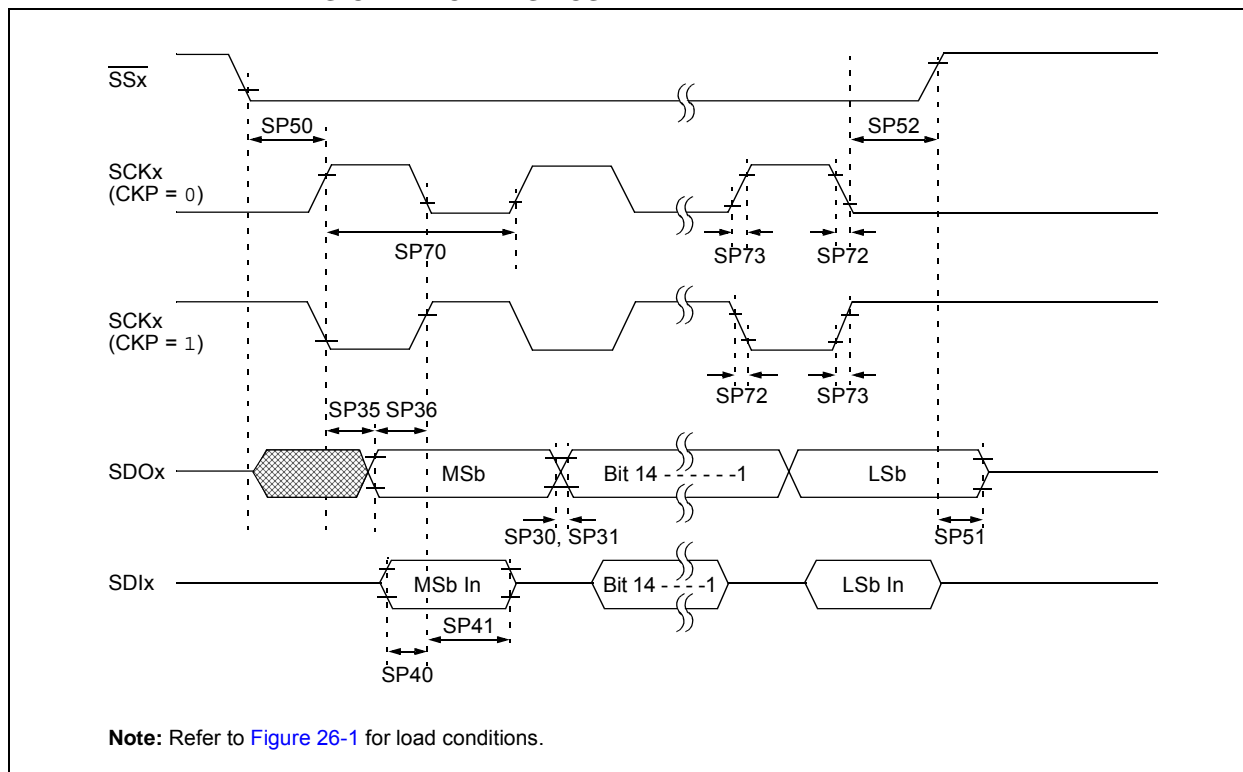 SSx
SP50
SP52
SCKx
(CKP = 0)
SP70
SP73
SP72
SCKx
(CKP = 1)
SP72
SP73
SP35
SP36
SDOx
MSb
Bit 14 - - - - - -1
LSb
SP30, SP31
SP51
SDIx
MSb In
Bit 14 - - - -1
LSb In
SP41
SP40
Note: Refer to Figure 26-1 for load conditions.